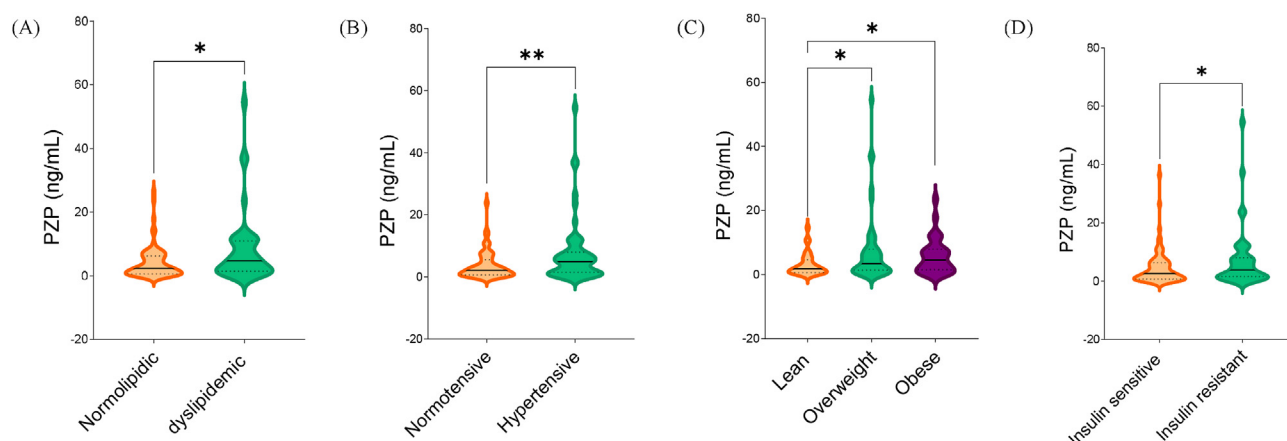 (A)
80
60
40
20
0
-20
PZP (ng/mL)
*
Normolipidic
dyslipidemic
(B)
80
60
40
20
0
-20
PZP (ng/mL)
**
Normotensive
Hypertensive
(C)
80
60
40
20
0
-20
PZP (ng/mL)
*
*
Lean
Overweight
Obese
(D)
80
60
40
20
0
-20
PZP (ng/mL)
*
Insulin sensitive
Insulin resistant